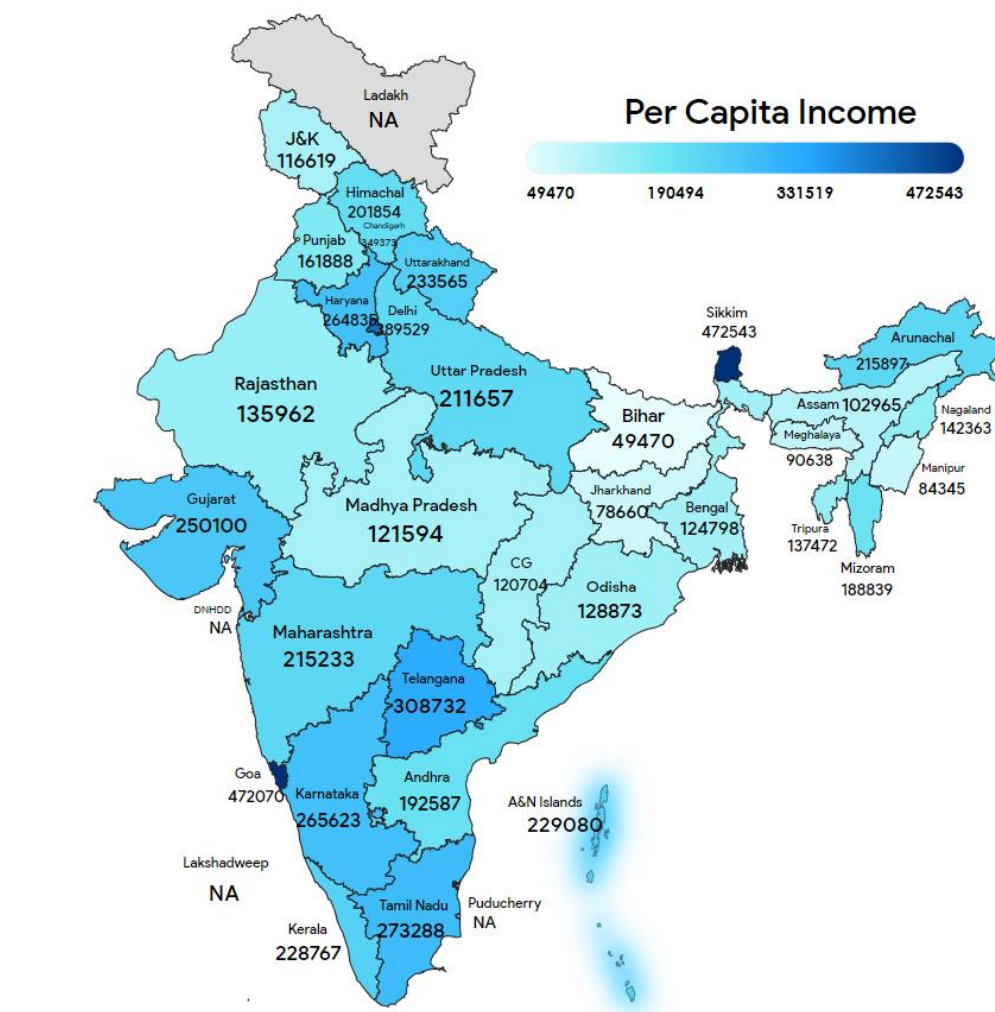 Per Capita Income
49470 190494 331519 472543
Ladakh
NA
J&K
116619
Himachal
201854
Chandigarh
349373
Punjab
161888
Uttarakhand
233565
Haryana
264835
Delhi
389529
Sikkim
472543
Arunachal
215897
Rajasthan
135962
Uttar Pradesh
211657
Bihar
49470
Assam 102965
Nagaland
142363
Meghalaya
90638
Manipur
84345
Gujarat
250100
Madhya Pradesh
121594
Jharkhand
78660
Bengal
124798
Tripura
137472
Mizoram
188839
CG
120704
Odisha
128873
DNHDD
NA
Maharashtra
215233
Telangana
308732
Goa
472070
Karnataka
265623
Andhra
192587
A&N Islands
229080
Lakshadweep
NA
Tamil Nadu
273288
Puducherry
NA
Kerala
228767